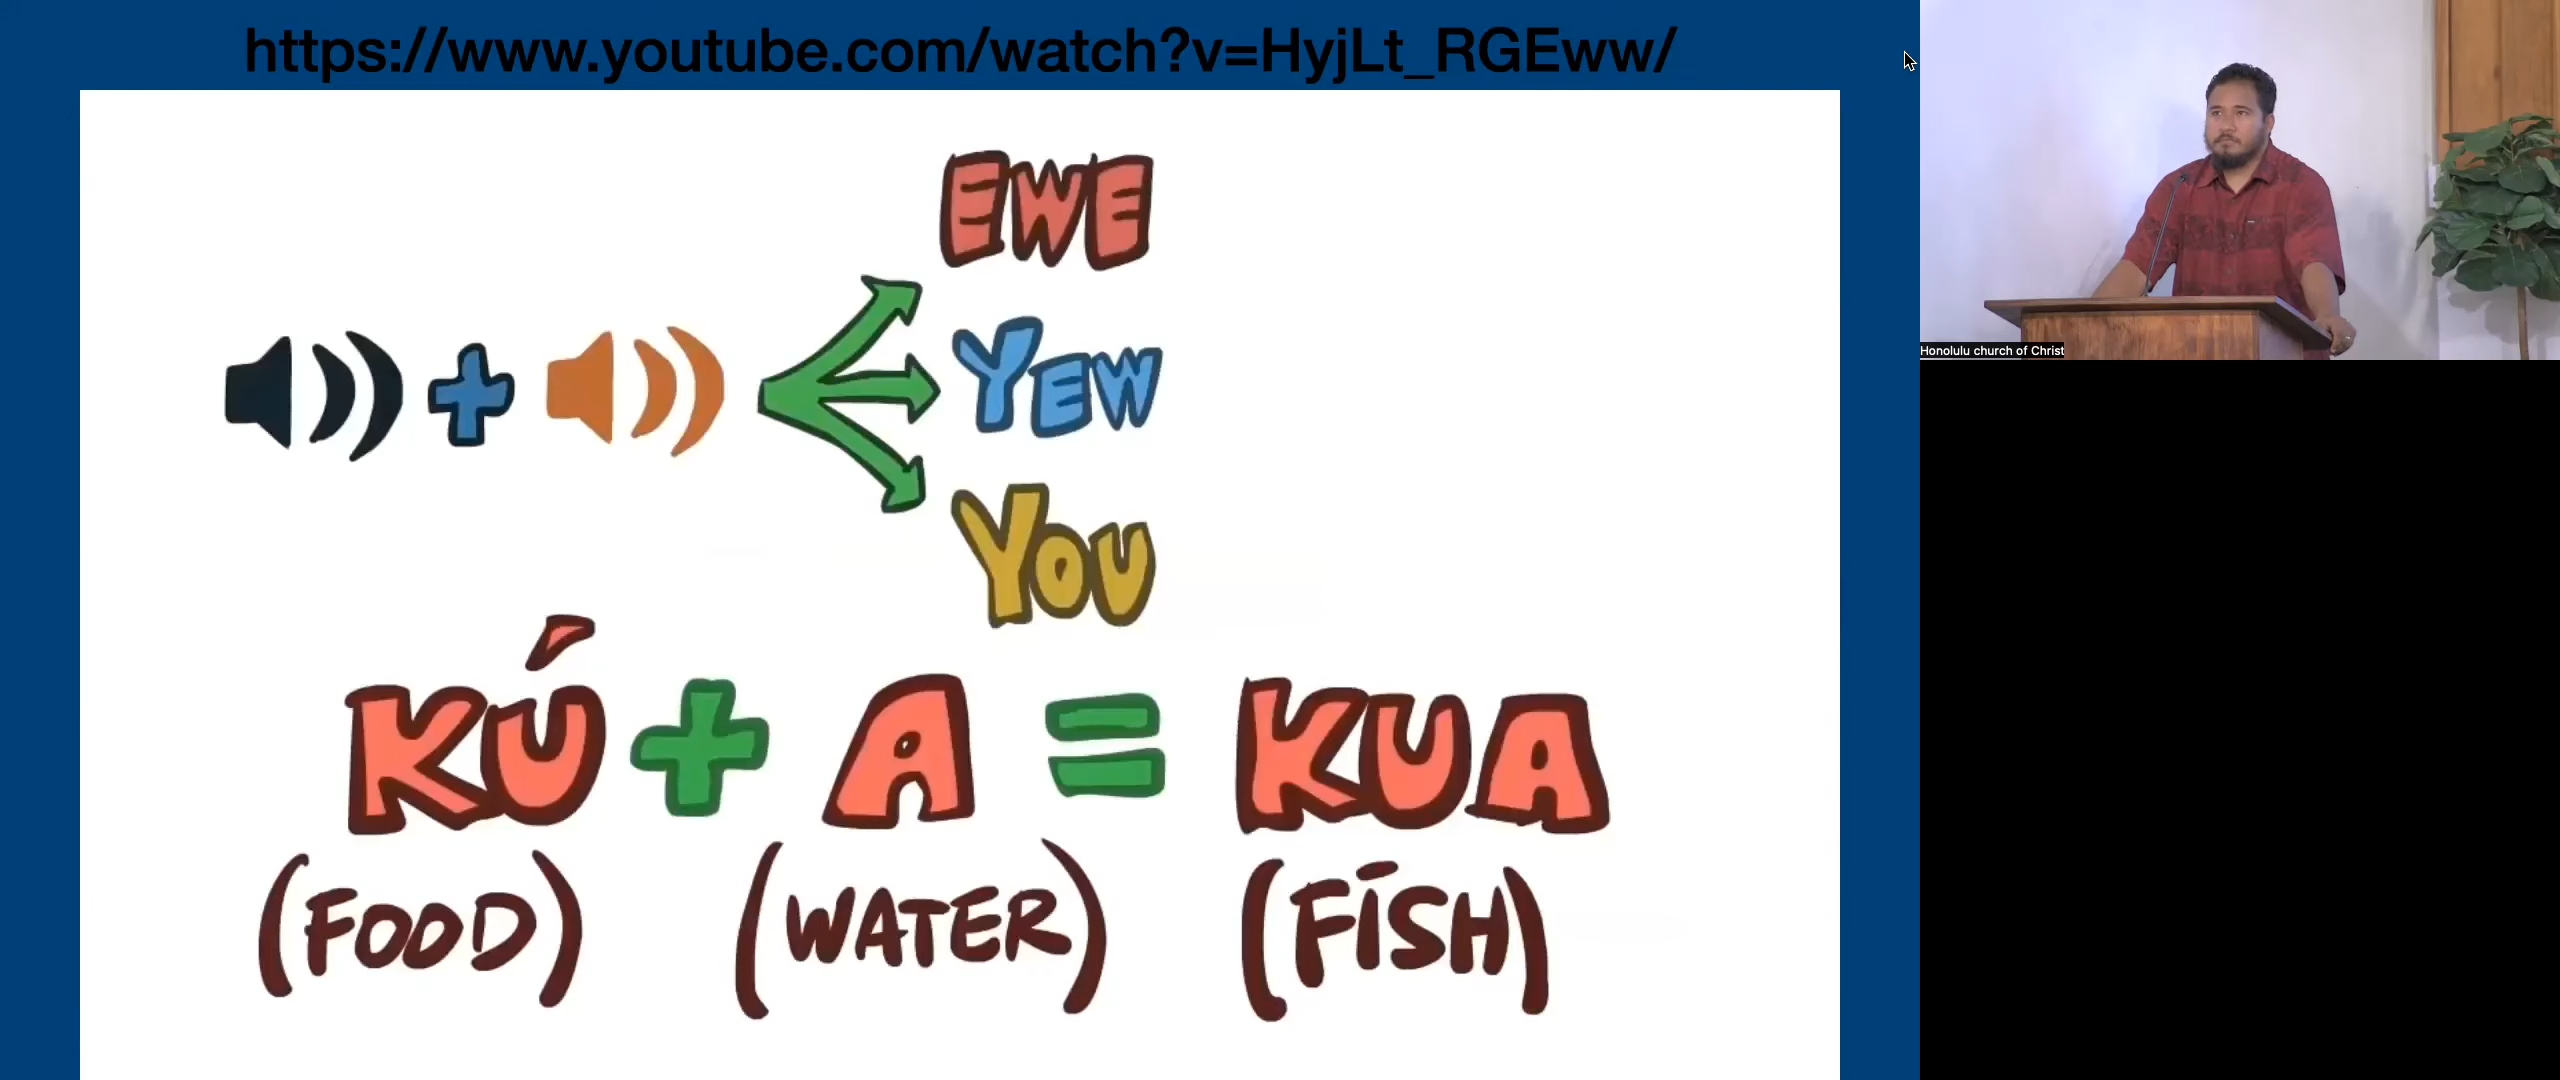 https://www.youtube.com/watch?v=HyjLt_RGEww/
EWE
YEW
YOU
KÚ + A = KUA
(FOOD) (WATER) (FISH)
Honolulu church of Christ